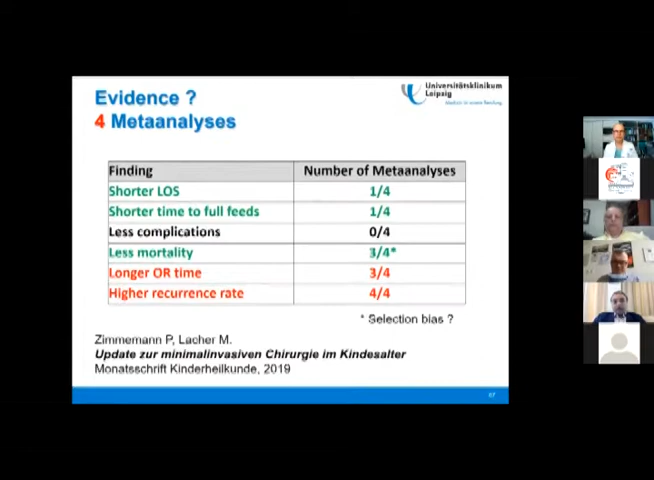 Evidence ?
4 Metaanalyses
Universitätsklinikum
Leipzig
Finding Number of Metaanalyses
Shorter LOS 1/4
Shorter time to full feeds 1/4
Less complications 0/4
Less mortality 3/4*
Longer OR time 3/4
Higher recurrence rate 4/4
* Selection bias ?
Zimmemann P, Lacher M.
Update zur minimalinvasiven Chirurgie im Kindesalter
Monatsschrift Kinderheilkunde, 2019